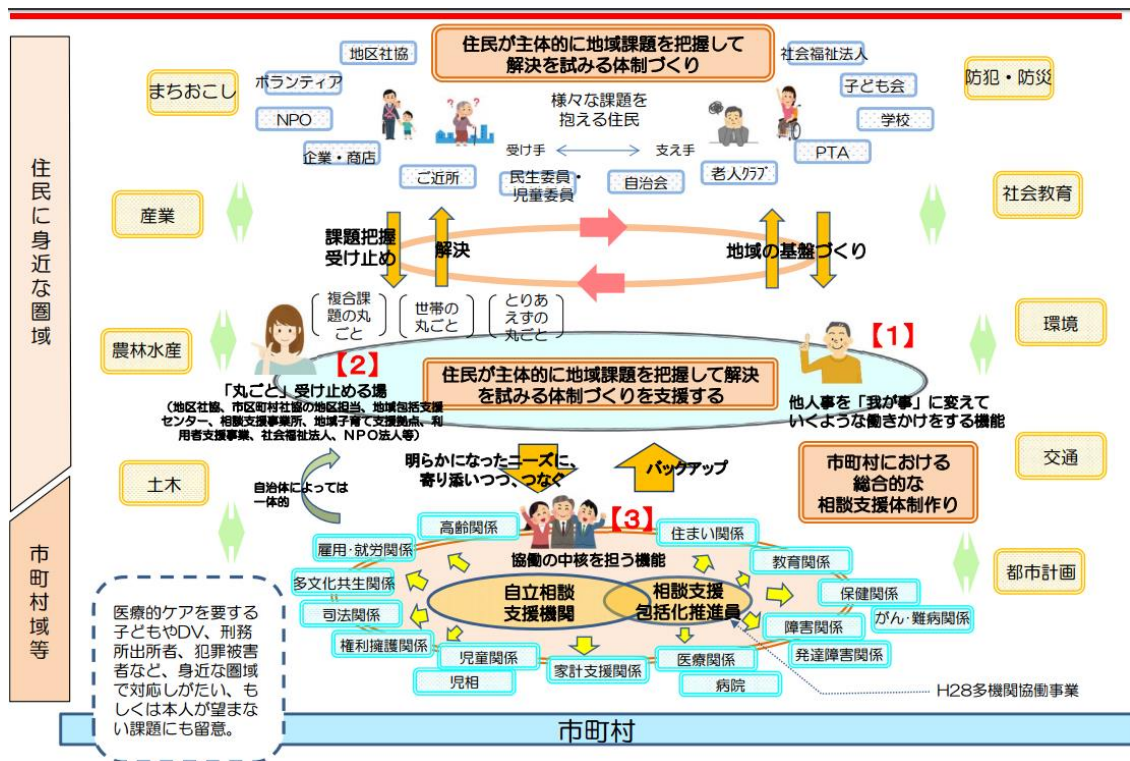 住民が主体的に地域課題を把握して
解決を試みる体制づくり
地区社協
ボランティア
まちおこし
NPO
企業・商店
ご近所
様々な課題を
抱える住民
受け手
支え手
民生委員・
児童委員
自治会
老人クラブ
社会福祉法人
子ども会
学校
PTA
防犯・防災
住民に身近な圏域
産業
社会教育
課題把握
受け止め
解決
地域の基盤づくり
複合課
題の丸
ごと
世帯の
丸ごと
とりあ
えずの
丸ごと
農林水産
環境
【2】
「丸ごと」受け止める場
(地区社協、市区町村社協の地区担当、地域包括支援
センター、相談支援事業所、地域子育て支援拠点、利
用者支援事業、社会福祉法人、NPO法人等)
住民が主体的に地域課題を把握して解決
を試みる体制づくりを支援する
【1】
他人事を「我が事」に変えて
いくような働きかけをする機能
明らかになったニーズに、
寄り添いつつ、つなぐ
バックアップ
市町村における
総合的な
相談支援体制作り
土木
交通
自治体によっては
一体的
市町村域等
【3】
協働の中核を担う機能
高齢関係
雇用・就労関係
多文化共生関係
司法関係
権利擁護関係
児童関係
児相
家計支援関係
医療関係
病院
住まい関係
教育関係
保健関係
がん・難病関係
障害関係
発達障害関係
自立相談
支援機関
相談支援
包括化推進員
都市計画
H28多機関協働事業
医療的ケアを要する
子どもやDV、刑務
所出所者、犯罪被害
者など、身近な圏域
で対応しがたい、も
しくは本人が望まな
い課題にも留意。
市町村